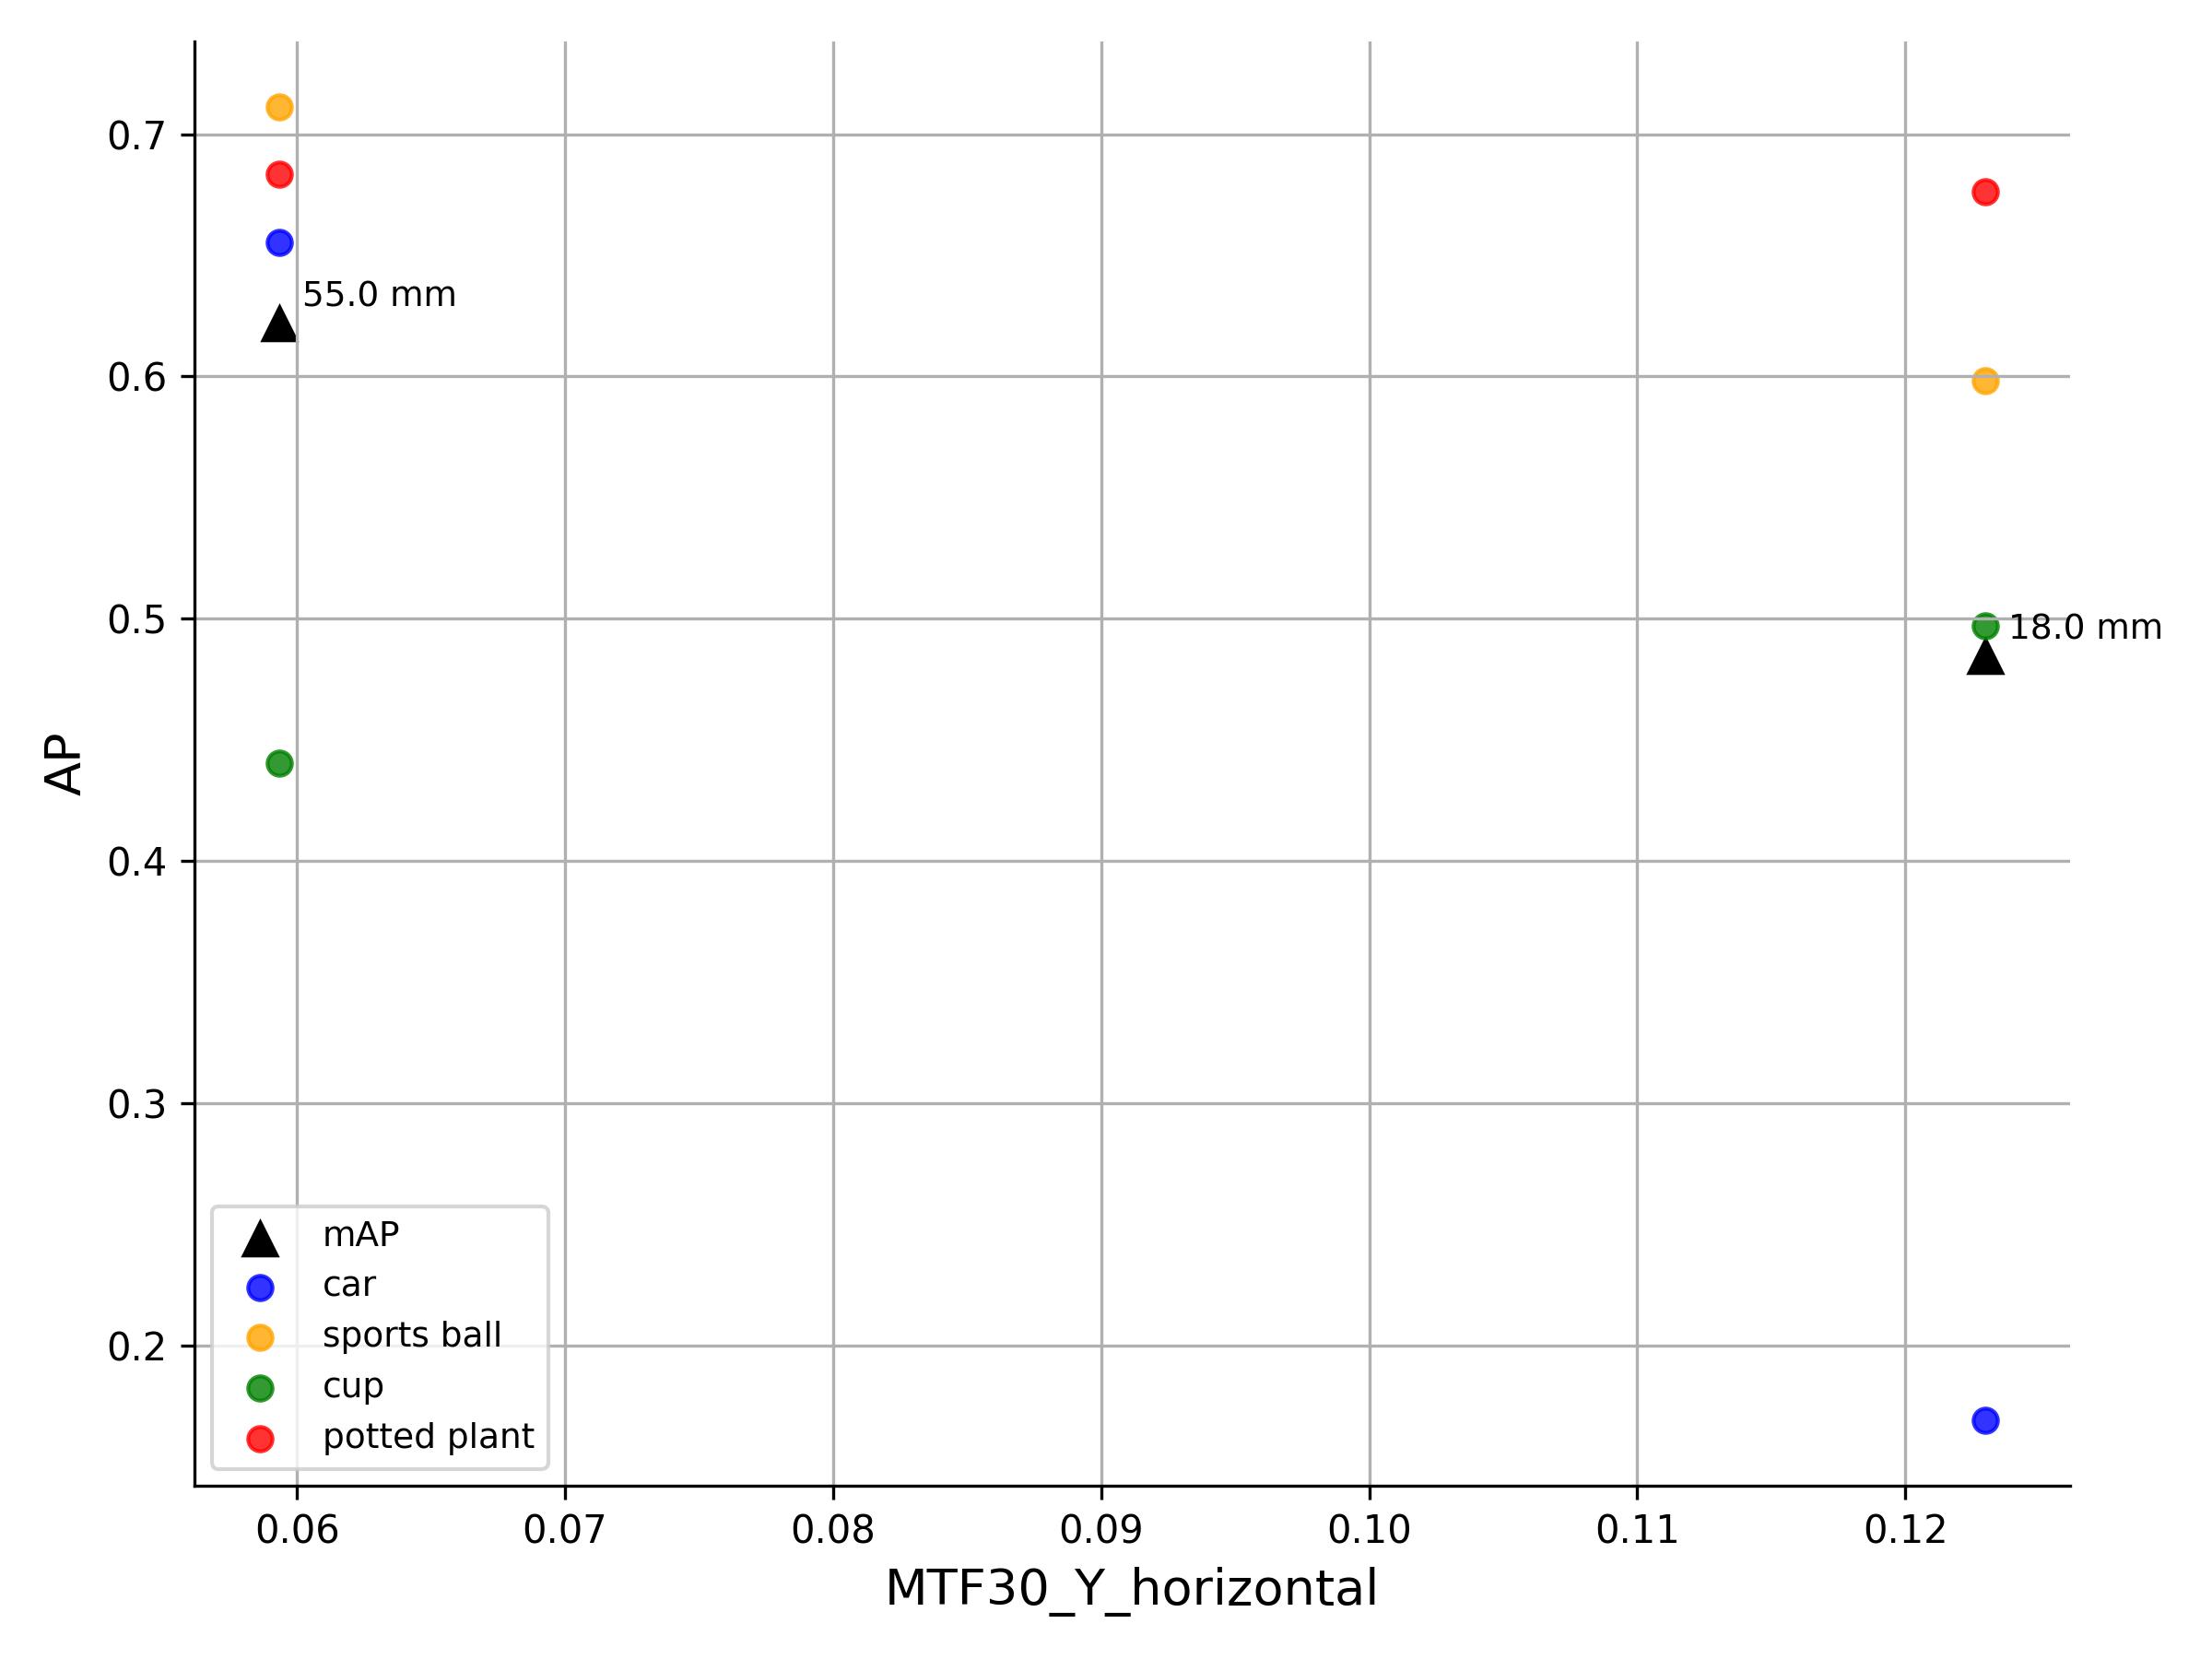 0.7
55.0 mm
0.6
0.5
18.0 mm
AP
0.4
0.3
0.2
mAP
car
sports ball
cup
potted plant
0.06 0.07 0.08 0.09 0.10 0.11 0.12
MTF30_Y_horizontal